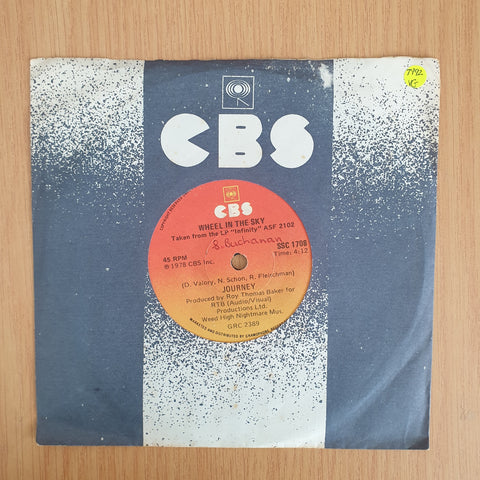 CBS
CBS
WHEEL IN THE SKY
Taken from the LP "Infinity" ASF 2102
S. Buchanan
SSC 1708
45 RPM
Time: 4:12
℗ 1978 CBS Inc.
(D. Valory, N. Schon, R. Fleitchman)
JOURNEY
Produced by Roy Thomas Baker for
RTB (Audio/Visual)
Productions Ltd.
Weed High Nightmare Mus.
GRC 2389